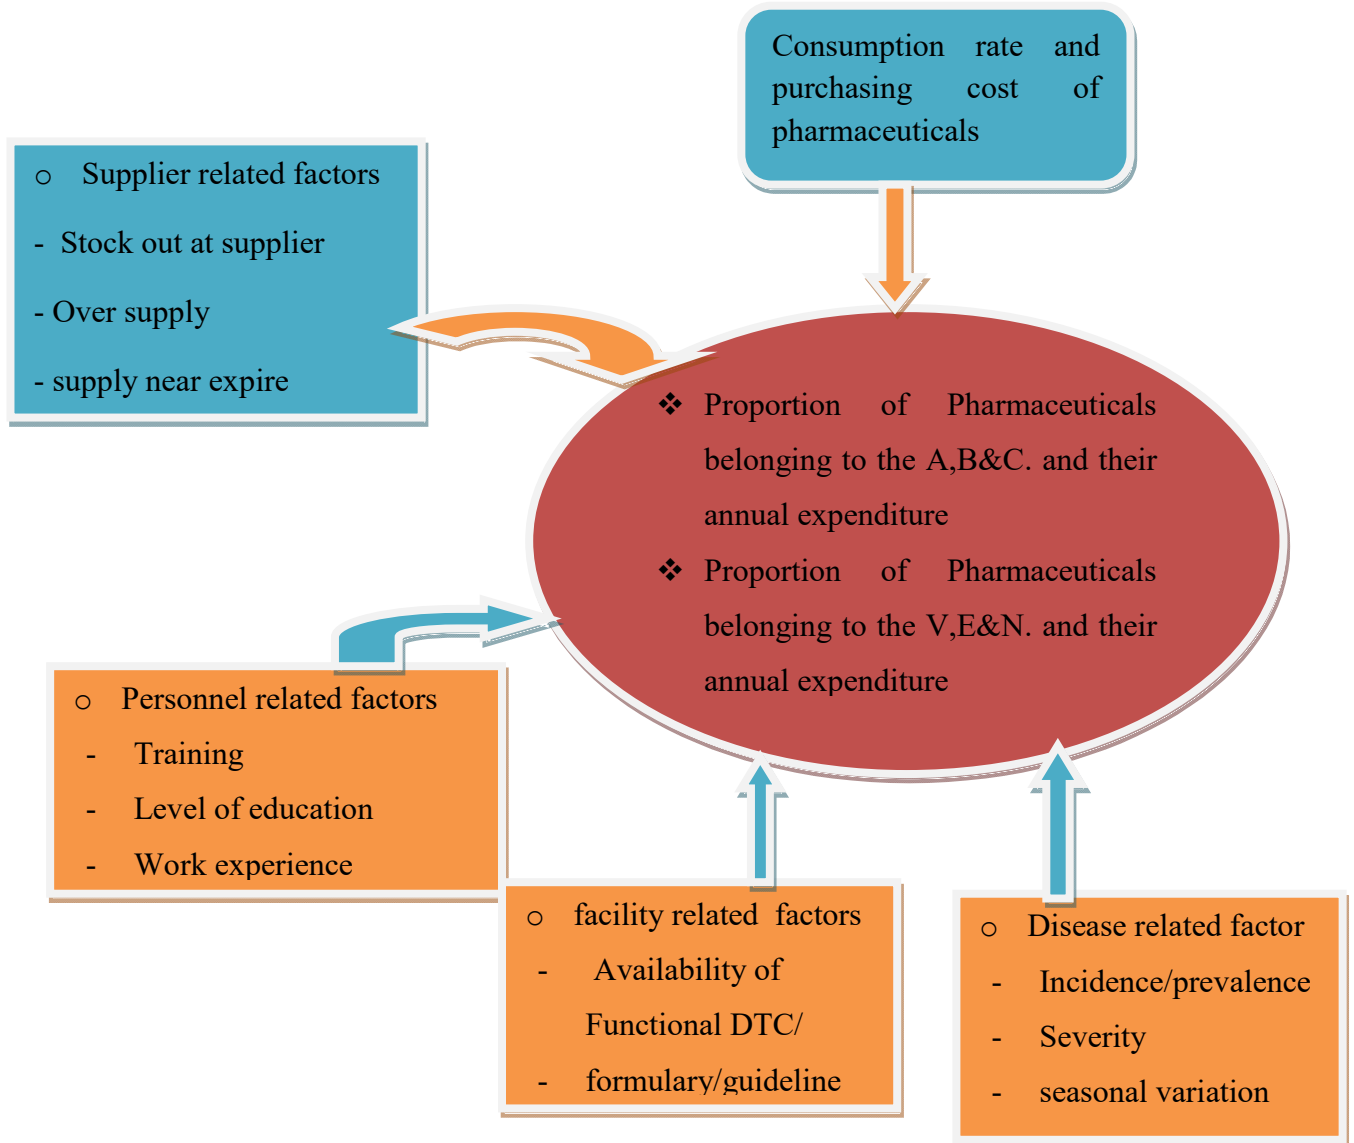 Consumption rate and
purchasing cost of
pharmaceuticals
o Supplier related factors
- Stock out at supplier
- Over supply
- supply near expire
❖ Proportion of Pharmaceuticals
belonging to the A,B&C. and their
annual expenditure
❖ Proportion of Pharmaceuticals
belonging to the V,E&N. and their
annual expenditure
o Personnel related factors
- Training
- Level of education
- Work experience
o facility related factors
- Availability of
Functional DTC/
- formulary/guideline
o Disease related factor
- Incidence/prevalence
- Severity
- seasonal variation